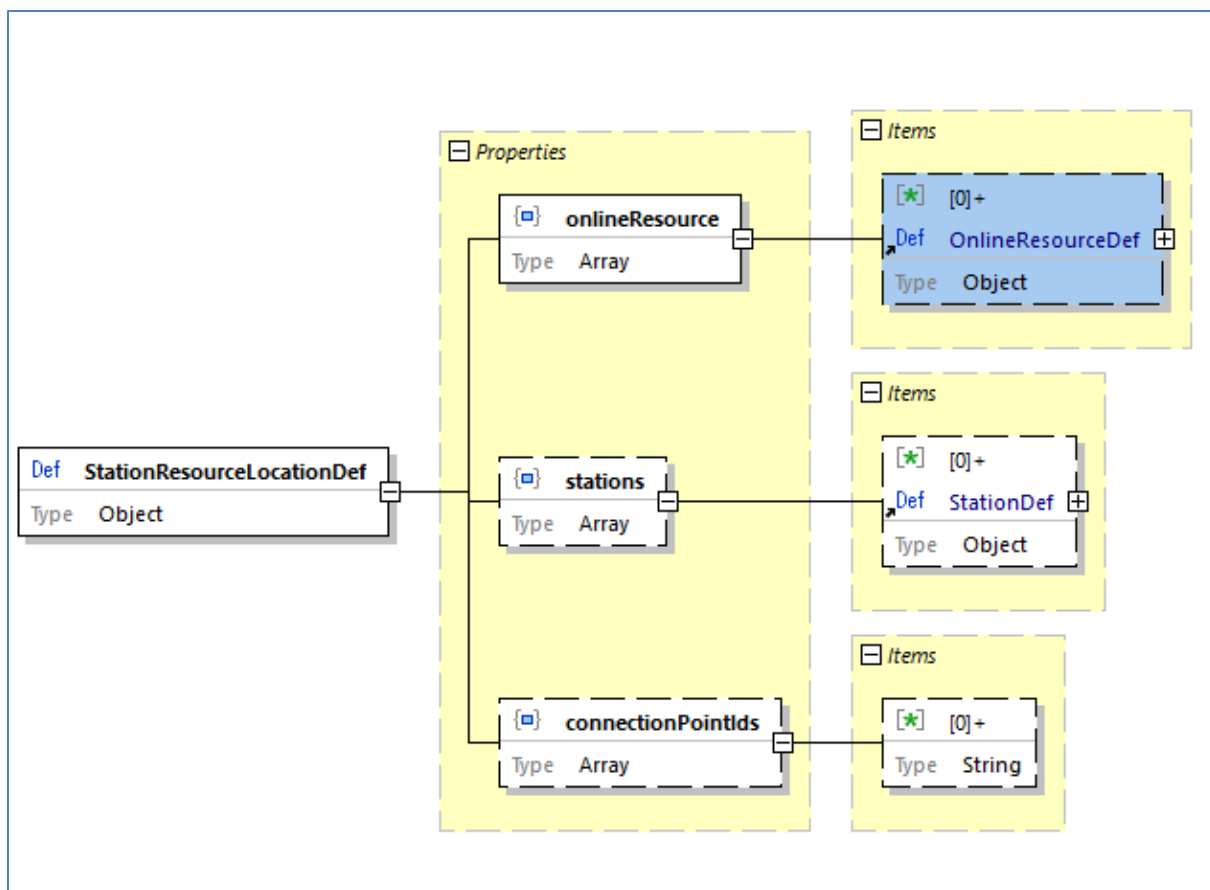 Properties
{} onlineResource
Type Array
Items
[*] [0]+
Def OnlineResourceDef
Type Object
Def StationResourceLocationDef
Type Object
{} stations
Type Array
Items
[*] [0]+
Def StationDef
Type Object
{} connectionPointIds
Type Array
Items
[*] [0]+
Type String